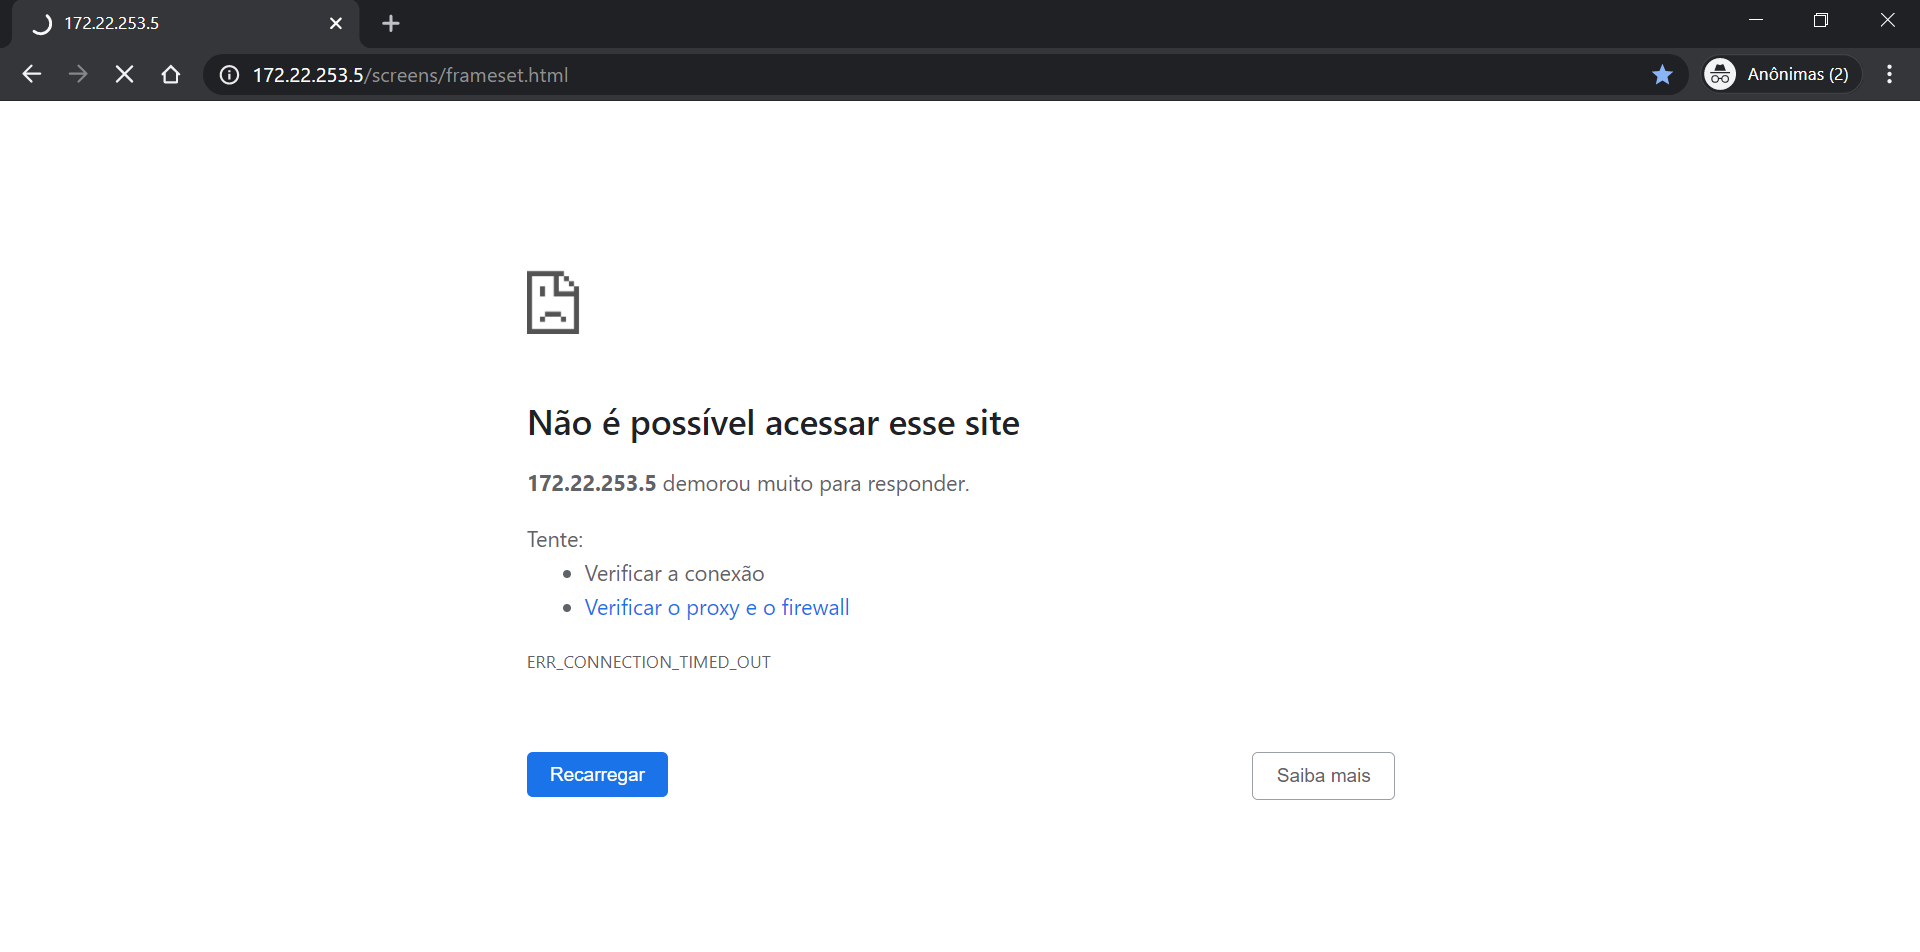 172.22.253.5
172.22.253.5/screens/frameset.html
Anônimas (2)
Não é possível acessar esse site
172.22.253.5 demorou muito para responder.
Tente:
Verificar a conexão
Verificar o proxy e o firewall
ERR_CONNECTION_TIMED_OUT
Recarregar
Saiba mais